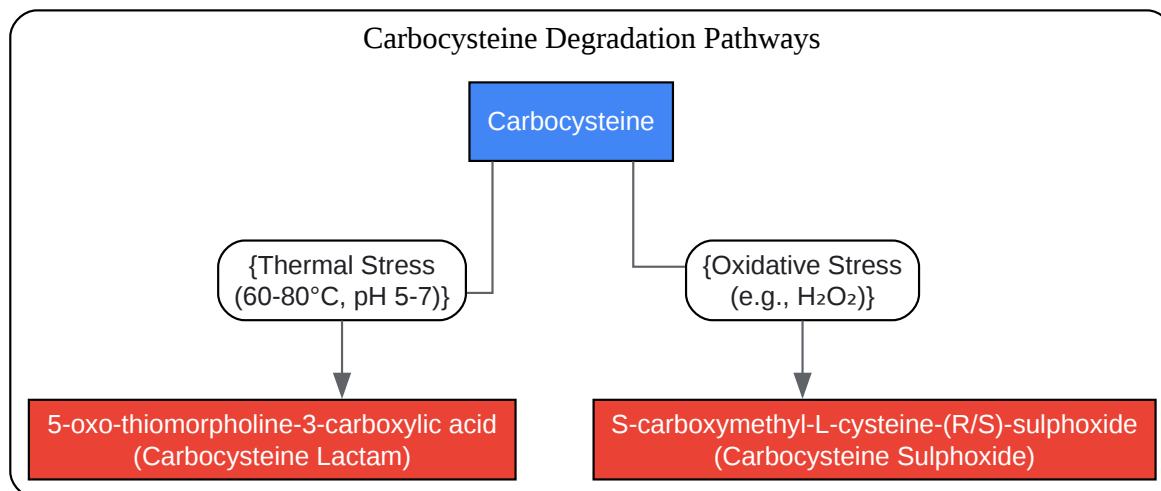 Carbocysteine Degradation Pathways
Carbocysteine
{Thermal Stress
(60-80°C, pH 5-7)}
{Oxidative Stress
(e.g., H₂O₂)}
5-oxo-thiomorpholine-3-carboxylic acid
(Carbocysteine Lactam)
S-carboxymethyl-L-cysteine-(R/S)-sulphoxide
(Carbocysteine Sulphoxide)